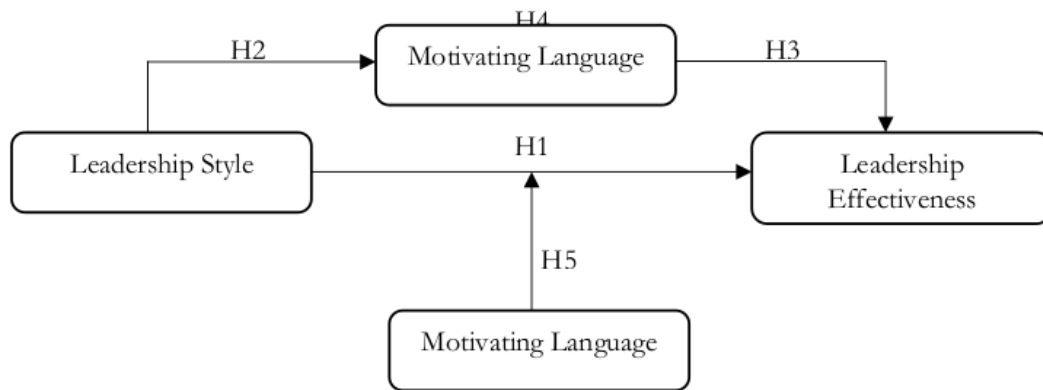 H4
H2
Motivating Language
H3
Leadership Style
H1
Leadership
Effectiveness
H5
Motivating Language